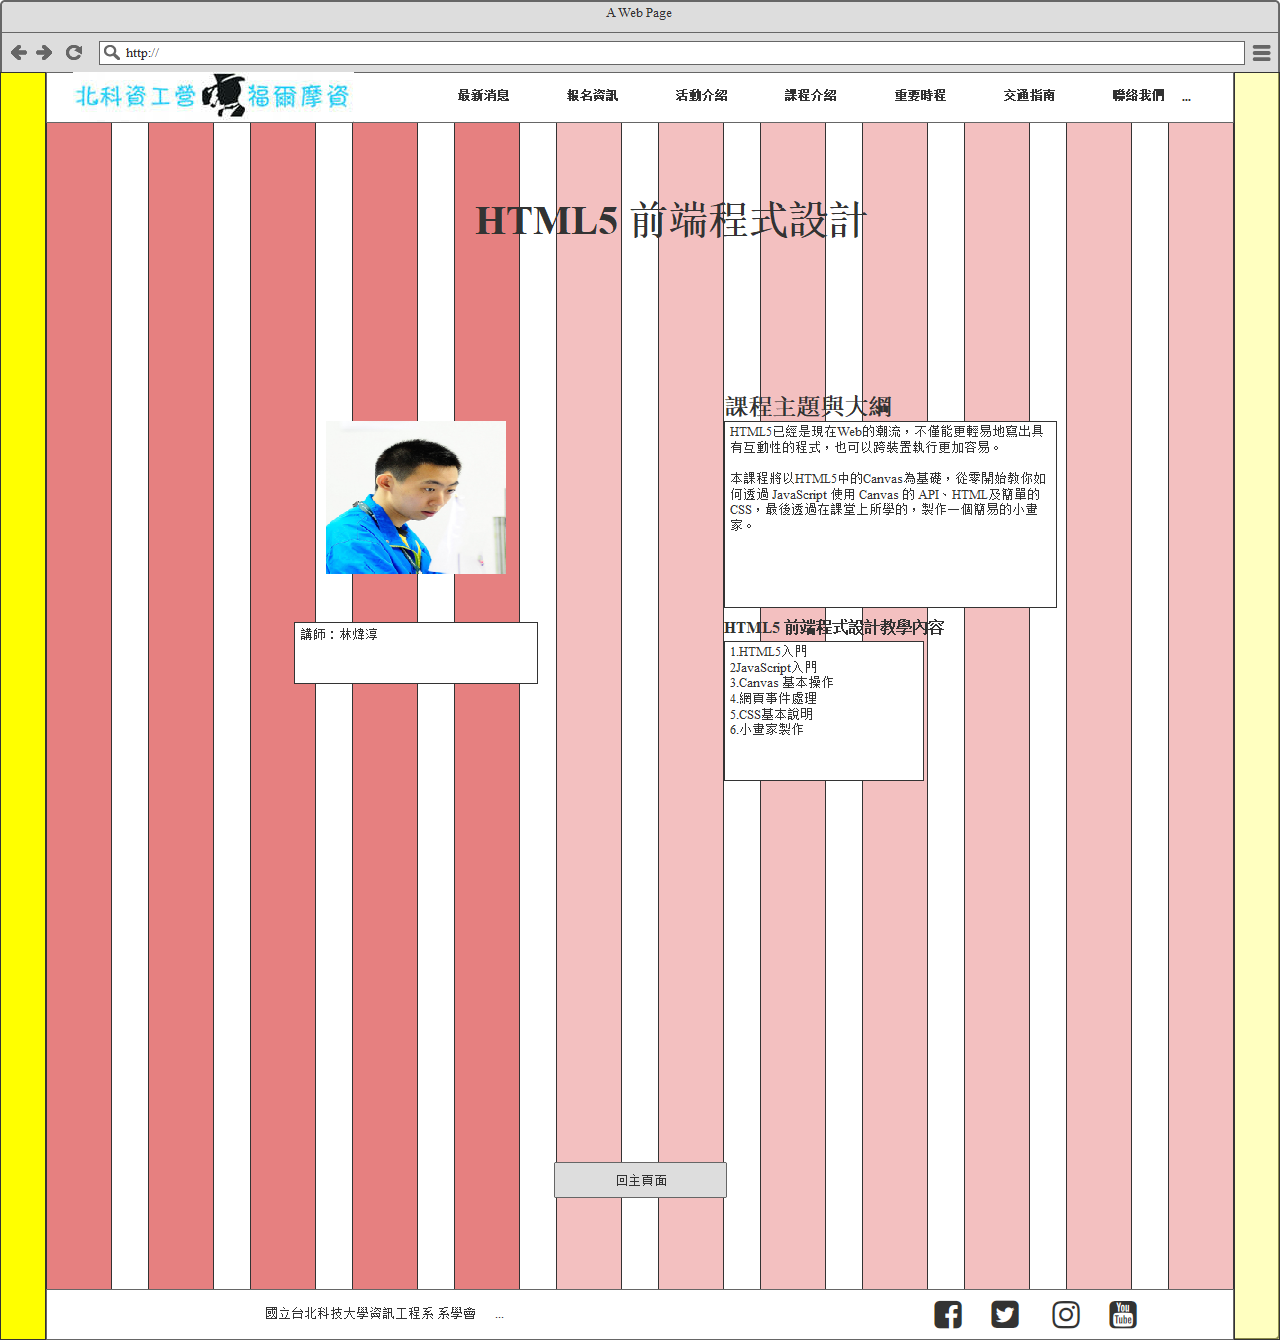 A Web Page
http://
北科資工營 福爾摩資
最新消息 報名資訊 活動介紹 課程介紹 重要時程 交通指南 聯絡我們 ...
HTML5 前端程式設計
課程主題與大綱
HTML5已經是現在Web的潮流，不僅能更輕易地寫出具
有互動性的程式，也可以跨裝置執行更加容易。
本課程將以HTML5中的Canvas為基礎，從零開始教你如
何透過 JavaScript 使用 Canvas 的 API、HTML及簡單的
CSS，最後透過在課堂上所學的，製作一個簡易的小畫
家。
講師：林煒淳
HTML5 前端程式設計教學內容
1.HTML5入門
2JavaScript入門
3.Canvas 基本操作
4.網頁事件處理
5.CSS基本說明
6.小畫家製作
回主頁面
國立台北科技大學資訊工程系 系學會 ...
You
Tube